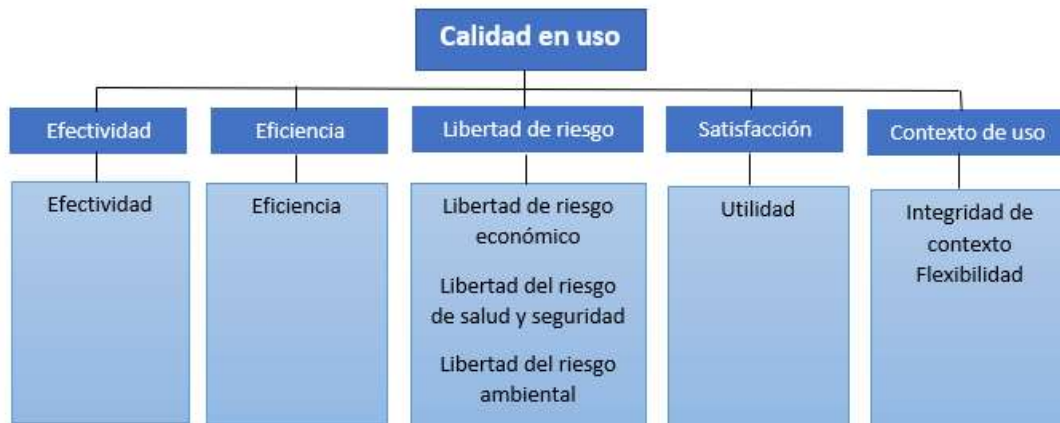 Calidad en uso
Efectividad
Eficiencia
Libertad de riesgo
Satisfacción
Contexto de uso
Efectividad
Eficiencia
Libertad de riesgo
económico
Libertad del riesgo
de salud y seguridad
Libertad del riesgo
ambiental
Utilidad
Integridad de
contexto
Flexibilidad